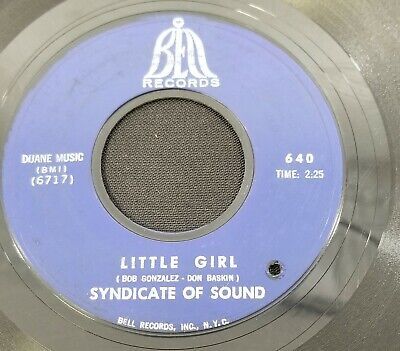 BELL
RECORDS
DUANE MUSIC
(BMI)
(6717)
640
TIME: 2:25
LITTLE GIRL
(BOB GONZALEZ - DON BASKIN)
SYNDICATE OF SOUND
BELL RECORDS, INC., N.Y.C.